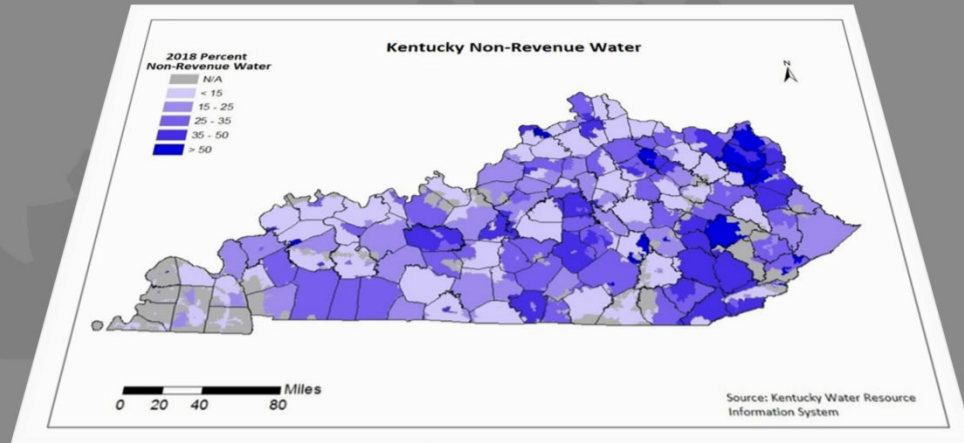 Kentucky Non-Revenue Water
2018 Percent
Non-Revenue Water
N/A
< 15
15 - 25
25 - 35
35 - 50
> 50
N
Miles
0 20 40 80
Source: Kentucky Water Resource
Information System